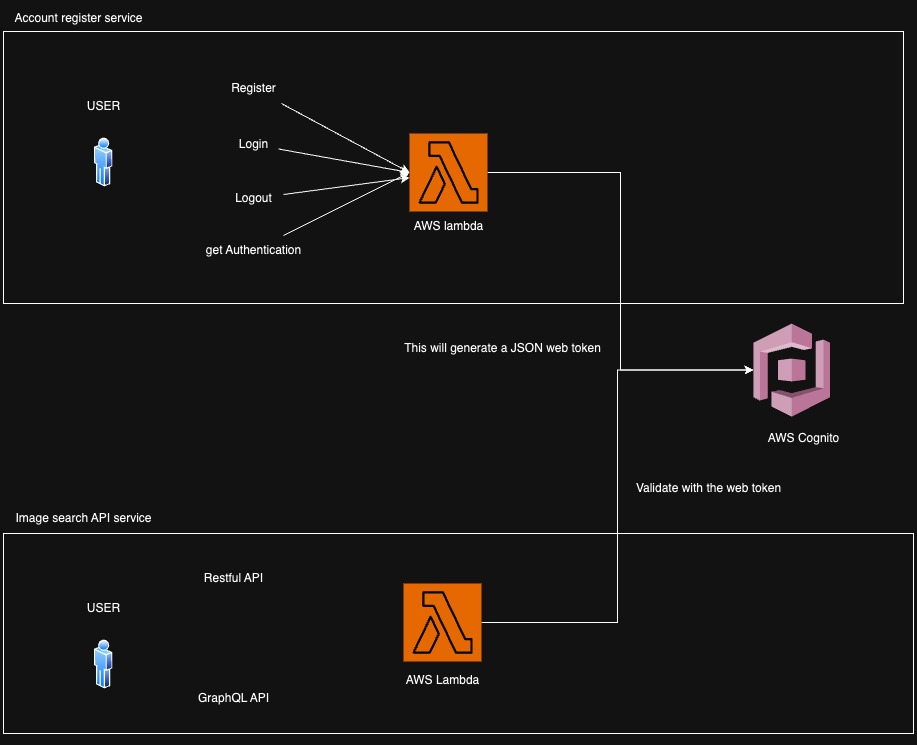 Account register service
USER
Register
Login
Logout
get Authentication
AWS lambda
This will generate a JSON web token
AWS Cognito
Validate with the web token
Image search API service
USER
Restful API
GraphQL API
AWS Lambda